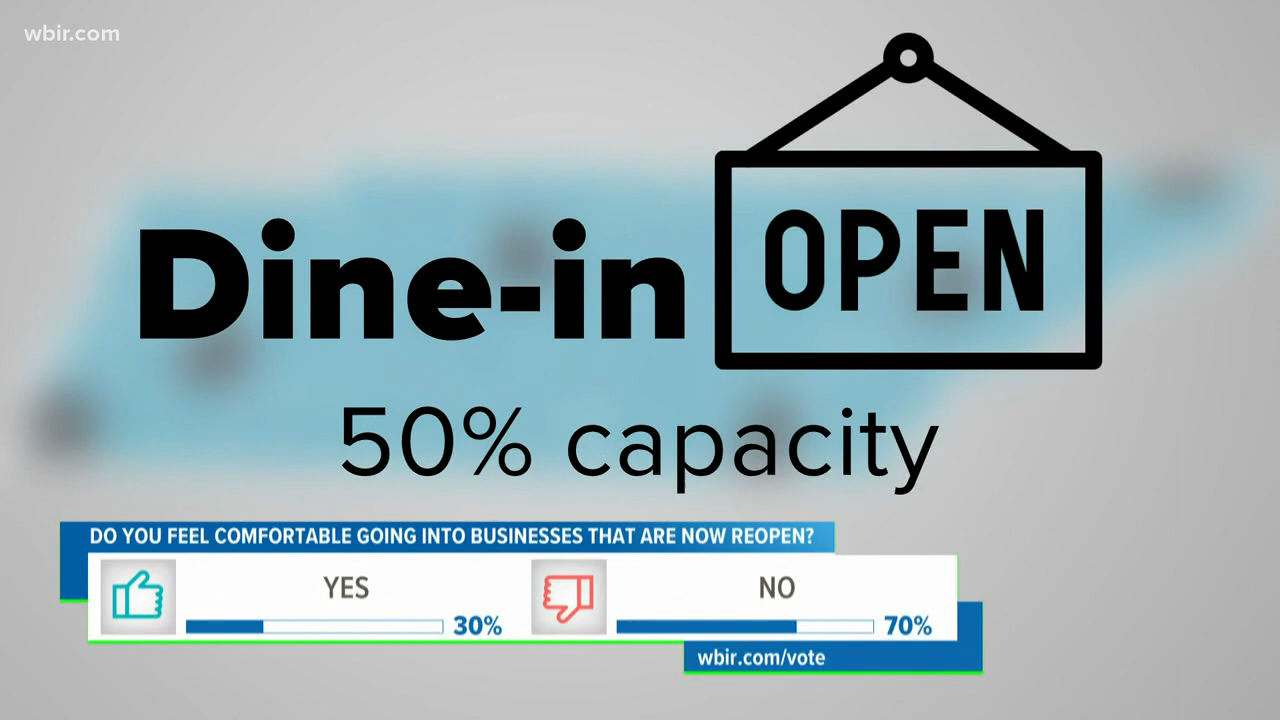 wbir.com
Dine-in OPEN
50% capacity
DO YOU FEEL COMFORTABLE GOING INTO BUSINESSES THAT ARE NOW REOPEN?
YES NO
30% 70%
wbir.com/vote